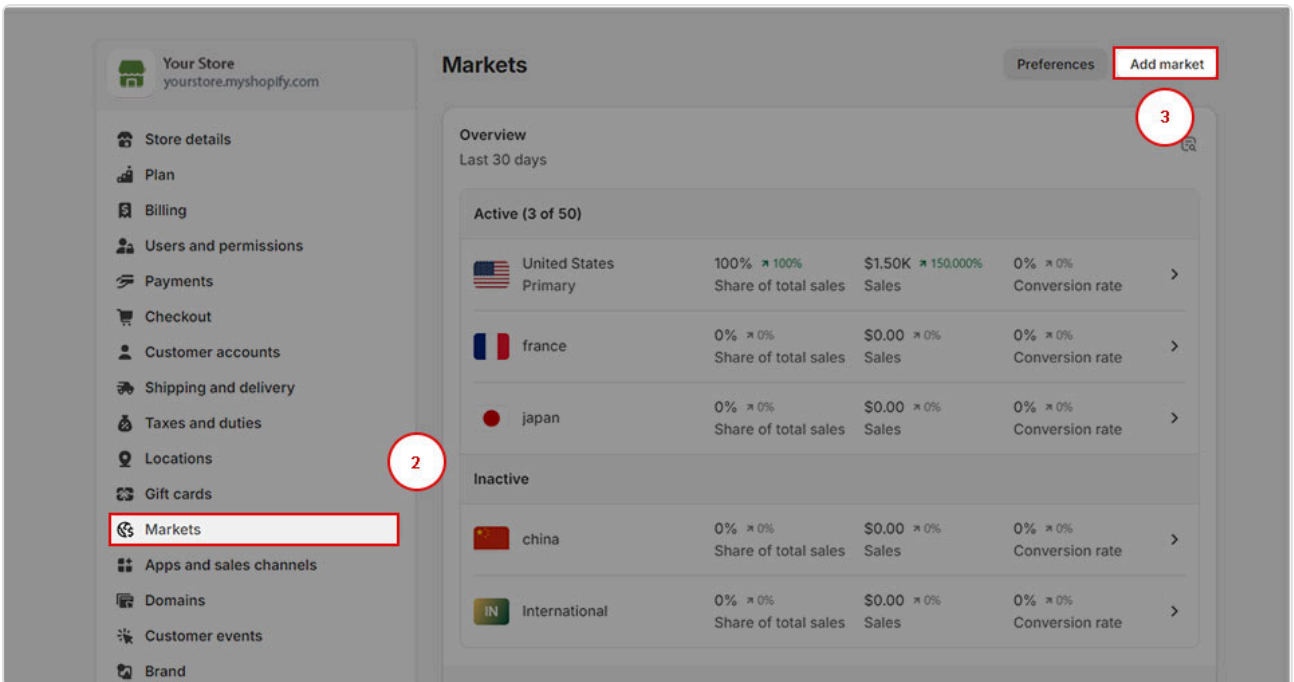 Your Store
yourstore.myshopify.com
Store details
Plan
Billing
Users and permissions
Payments
Checkout
Customer accounts
Shipping and delivery
Taxes and duties
Locations
Gift cards
Markets
Apps and sales channels
Domains
Customer events
Brand
2
Markets
Preferences
Add market
3
Overview
Last 30 days
Active (3 of 50)
United States 100% 100% $1.50K 150.000% 0% 0%
Primary Share of total sales Sales Conversion rate
france 0% 0% $0.00 0% 0% 0%
Share of total sales Sales Conversion rate
japan 0% 0% $0.00 0% 0% 0%
Share of total sales Sales Conversion rate
Inactive
china 0% 0% $0.00 0% 0% 0%
Share of total sales Sales Conversion rate
IN International 0% 0% $0.00 0% 0% 0%
Share of total sales Sales Conversion rate